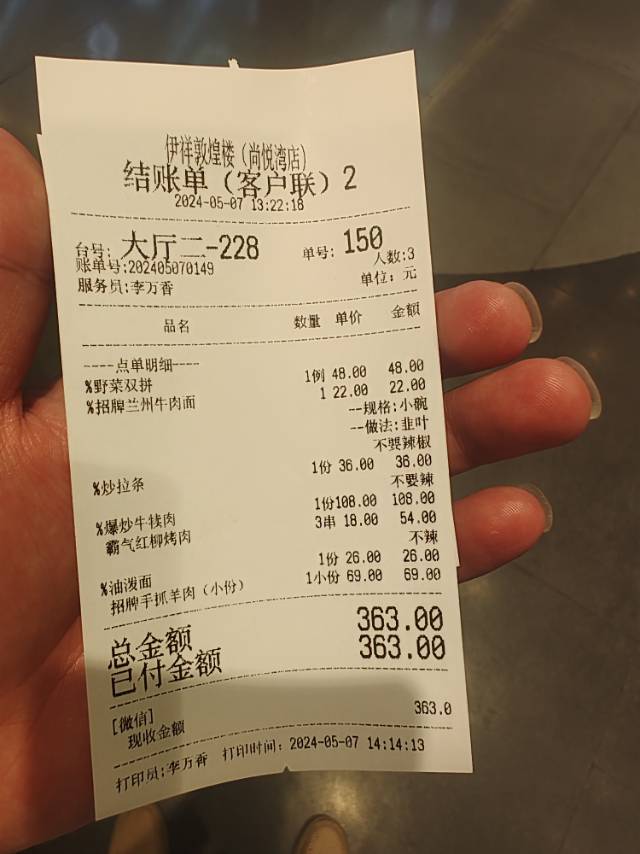 伊祥敦煌楼（尚悦湾店）
结账单（客户联）2
2024-05-07 13:22:18
台号: 大厅二-228 单号: 150
账单号:202405070149 人数:3
服务员:李万香 单位: 元
品名 数量 单价 金额
----点单明细----
%野菜双拼 1例 48.00 48.00
%招牌兰州牛肉面 1 22.00 22.00
--规格:小碗
--做法:韭叶
不要辣椒
%炒拉条 1份 36.00 36.00
不要辣
%爆炒牛犊肉 1份108.00 108.00
霸气红柳烤肉 3串 18.00 54.00
不辣
%油泼面 1份 26.00 26.00
招牌手抓羊肉（小份） 1小份 69.00 69.00
总金额 363.00
已付金额 363.00
[微信] 363.0
现收金额
打印员:李万香 打印时间: 2024-05-07 14:14:13